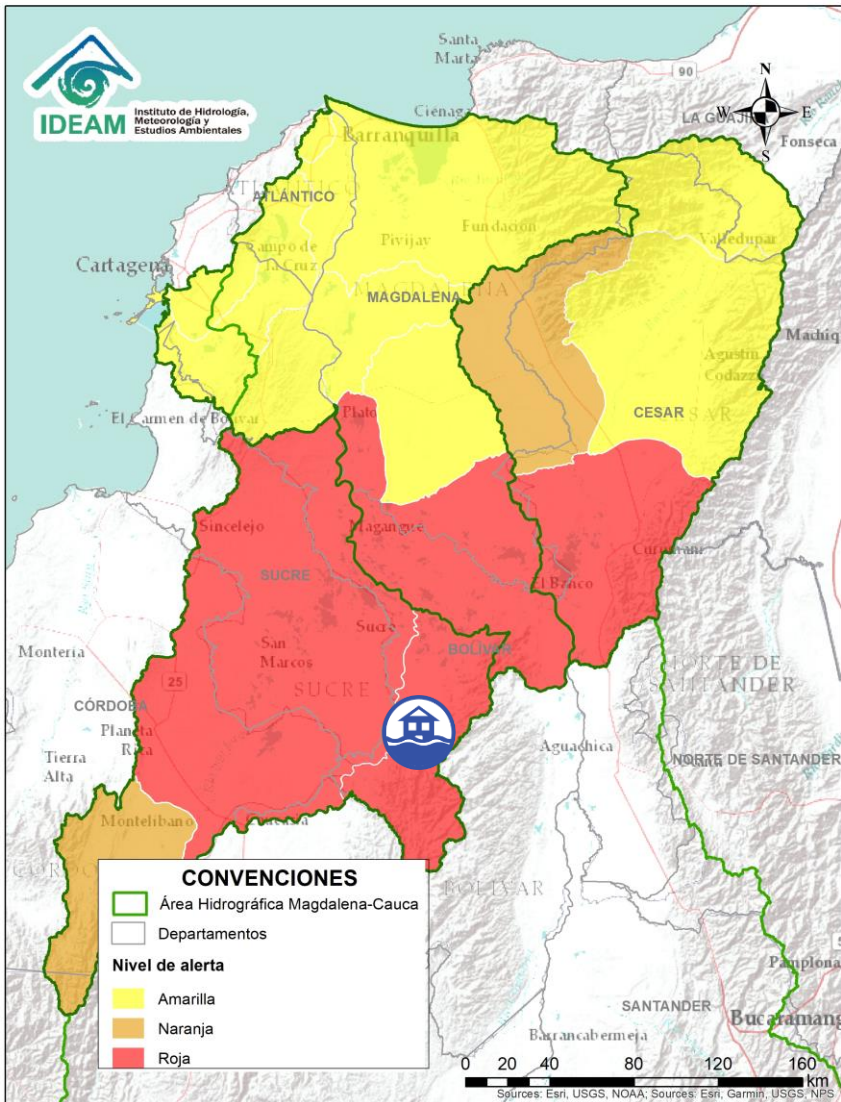 IDEAM
Instituto de Hidrología,
Meteorología y
Estudios Ambientales
Santa
Marta
90
N
W
E
S
LA GUAJI
Fonseca
Ciénaga
Barranquilla
ATLÁNTICO
Cartagena
Campo de
la Cruz
Pivijay
Fundación
Valledupar
MAGDALENA
Machiq
Agustín
Codazzi
El Carmen de Bolívar
Plato
CESAR
Sincelejo
Magangué
Curumaní
SUCRE
El Banco
Sucre
San
Marcos
BOLÍVAR
Montería
25
SUCRE
NORTE DE
SANTANDER
CÓRDOBA
Planeta
Rica
Tierra
Alta
Aguachica
NORTE DE SANTANDER
Montelíbano
Caucasia
BOLÍVAR
CONVENCIONES
Área Hidrográfica Magdalena-Cauca
Departamentos
Nivel de alerta
Amarilla
Naranja
Roja
Pamplona
SANTANDER
Bucaramang
Barrancabermeja
0 20 40 80 120 160
km
Sources: Esri, USGS, NOAA; Sources: Esri, Garmin, USGS, NPS